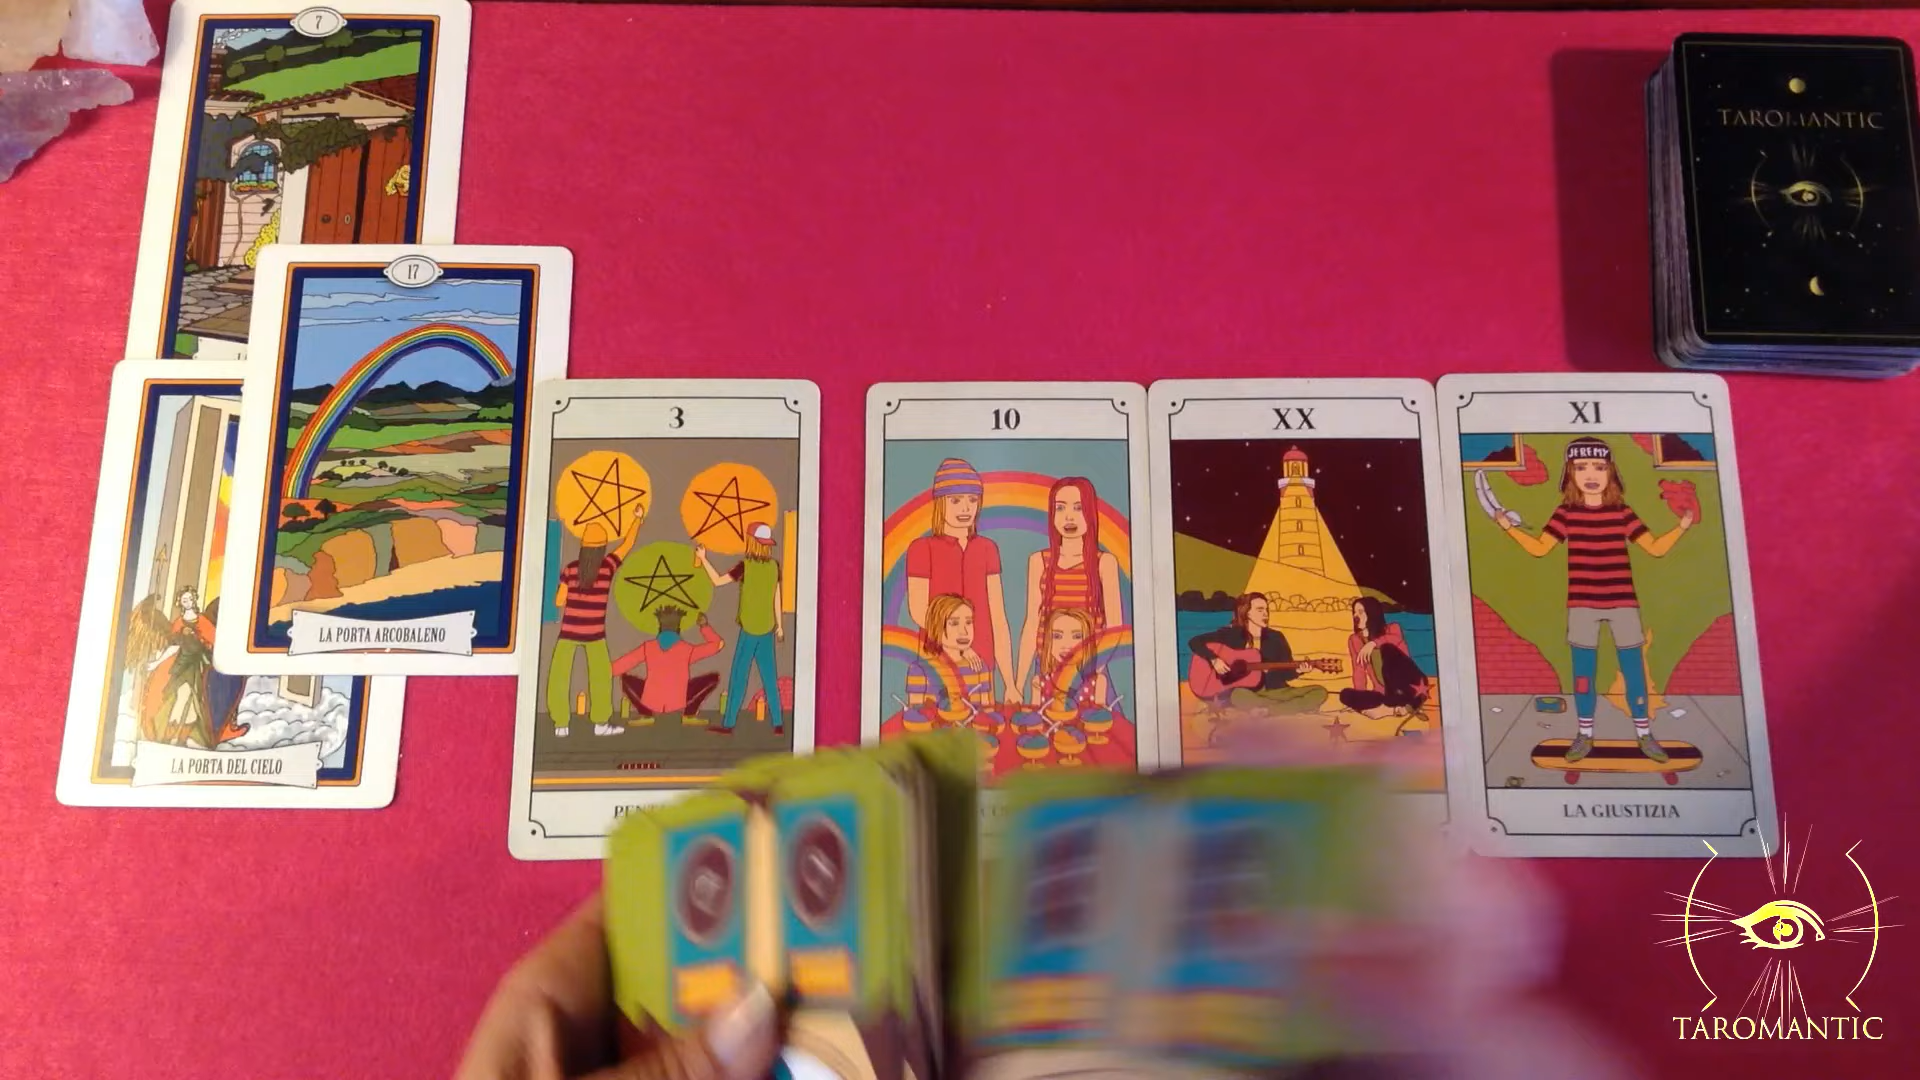 7
17
LA PORTA ARCOBALENO
LA PORTA DEL CIELO
3
10
XX
XI
JEREMY
LA GIUSTIZIA
TAROMANTIC
TAROMANTIC